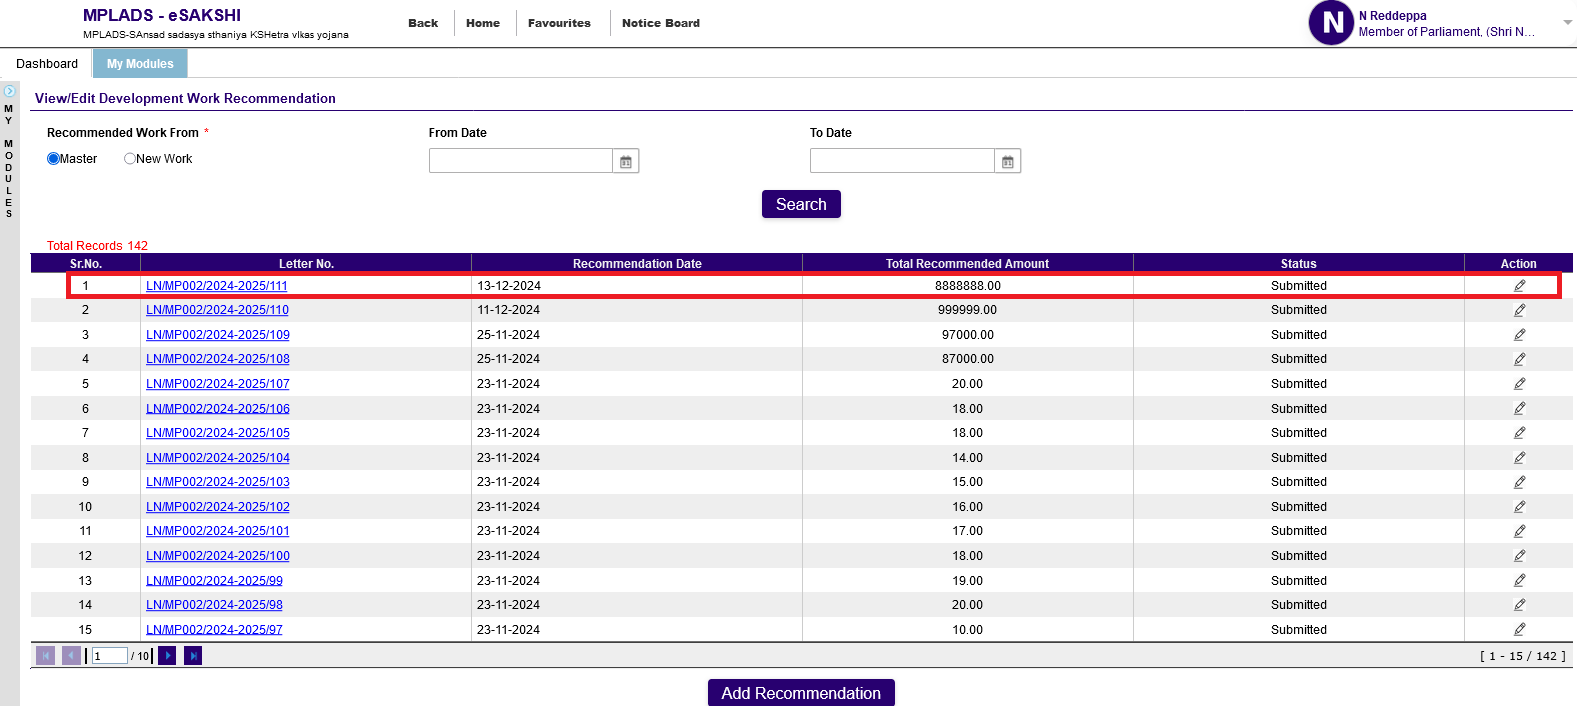 MPLADS - eSAKSHI
MPLADS-SAnsad sadasya sthaniya KSHetra vIkas yojana
Back Home Favourites Notice Board
N
N Reddeppa
Member of Parliament, (Shri N...
Dashboard My Modules
MY MODULES
View/Edit Development Work Recommendation
Recommended Work From * From Date To Date
Master New Work
Search
Total Records 142
Sr.No. Letter No. Recommendation Date Total Recommended Amount Status Action
1 LN/MP002/2024-2025/111 13-12-2024 8888888.00 Submitted
2 LN/MP002/2024-2025/110 11-12-2024 999999.00 Submitted
3 LN/MP002/2024-2025/109 25-11-2024 97000.00 Submitted
4 LN/MP002/2024-2025/108 25-11-2024 87000.00 Submitted
5 LN/MP002/2024-2025/107 23-11-2024 20.00 Submitted
6 LN/MP002/2024-2025/106 23-11-2024 18.00 Submitted
7 LN/MP002/2024-2025/105 23-11-2024 18.00 Submitted
8 LN/MP002/2024-2025/104 23-11-2024 14.00 Submitted
9 LN/MP002/2024-2025/103 23-11-2024 15.00 Submitted
10 LN/MP002/2024-2025/102 23-11-2024 16.00 Submitted
11 LN/MP002/2024-2025/101 23-11-2024 17.00 Submitted
12 LN/MP002/2024-2025/100 23-11-2024 18.00 Submitted
13 LN/MP002/2024-2025/99 23-11-2024 19.00 Submitted
14 LN/MP002/2024-2025/98 23-11-2024 20.00 Submitted
15 LN/MP002/2024-2025/97 23-11-2024 10.00 Submitted
1 / 10 [ 1 - 15 / 142 ]
Add Recommendation